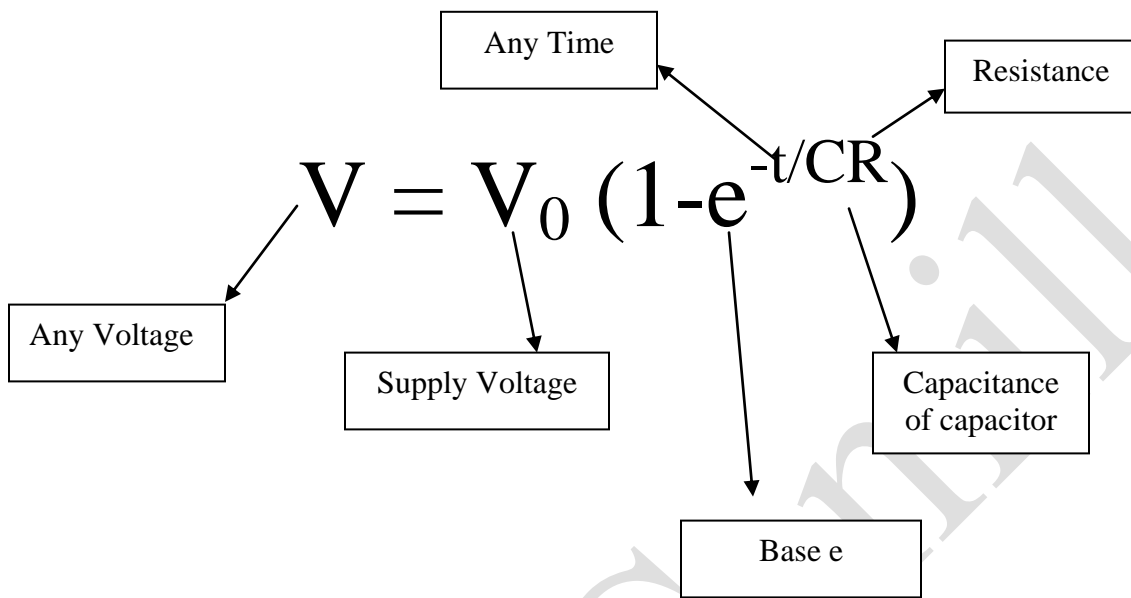 Any Time
Resistance
V = V₀ (1-e^-t/CR)
Any Voltage
Supply Voltage
Capacitance
of capacitor
Base e